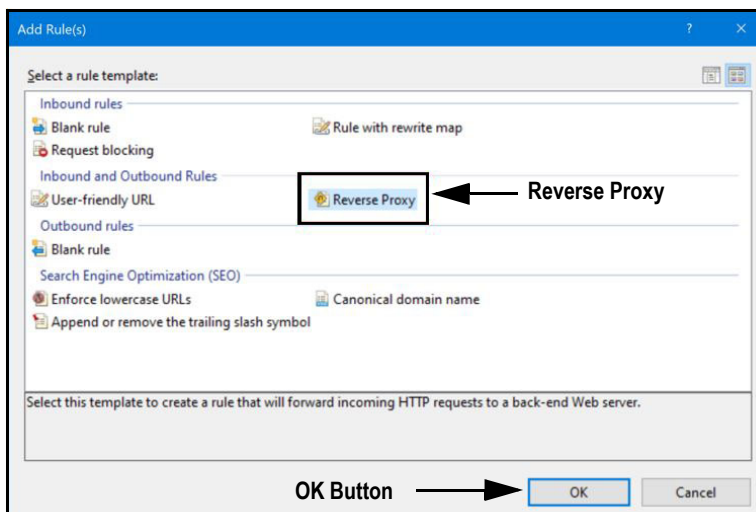 Add Rule(s) ? ×
Select a rule template:
Inbound rules
Blank rule Rule with rewrite map
Request blocking
Inbound and Outbound Rules
User-friendly URL Reverse Proxy Reverse Proxy
Outbound rules
Blank rule
Search Engine Optimization (SEO)
Enforce lowercase URLs Canonical domain name
Append or remove the trailing slash symbol
Select this template to create a rule that will forward incoming HTTP requests to a back-end Web server.
OK Button OK Cancel